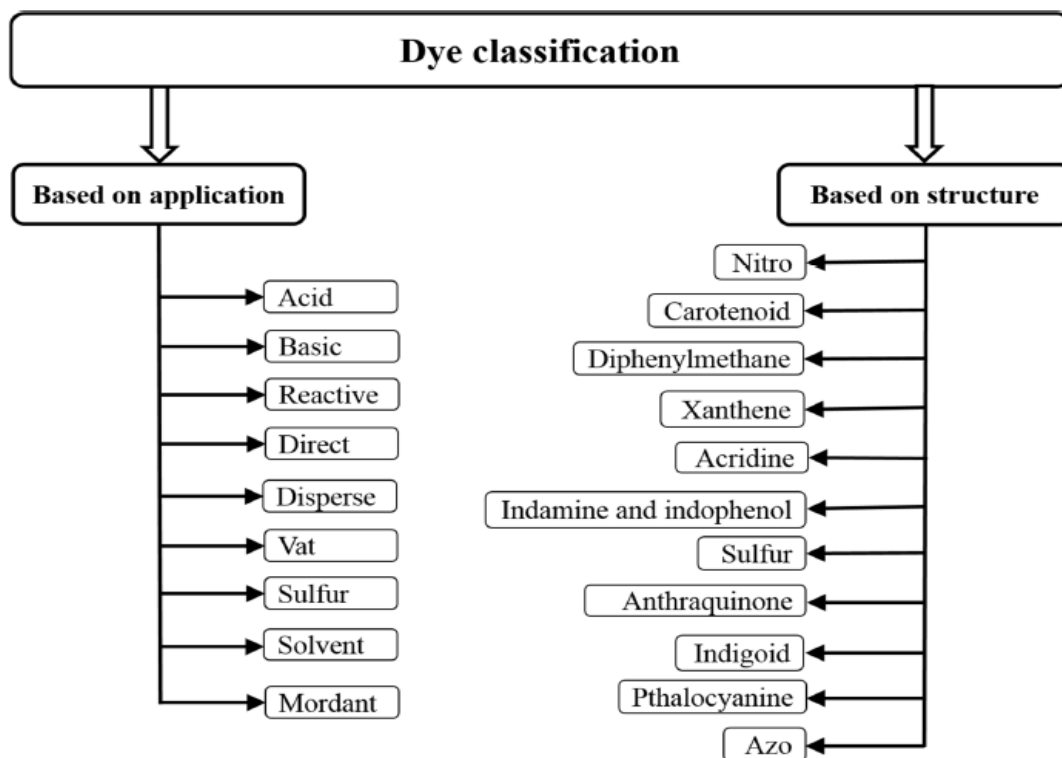 Dye classification
Based on application
Acid
Basic
Reactive
Direct
Disperse
Vat
Sulfur
Solvent
Mordant
Based on structure
Nitro
Carotenoid
Diphenylmethane
Xanthene
Acridine
Indamine and indophenol
Sulfur
Anthraquinone
Indigoid
Pthalocyanine
Azo